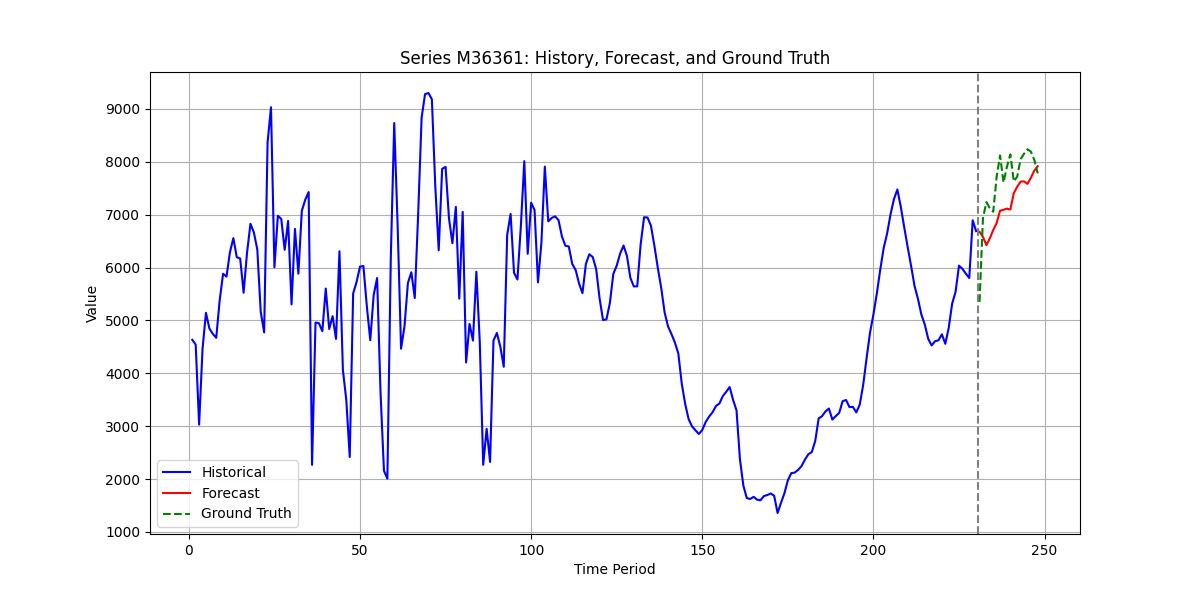 Series M36361: History, Forecast, and Ground Truth
Value
9000
8000
7000
6000
5000
4000
3000
2000
1000
Historical
Forecast
Ground Truth
0
50
100
150
200
250
Time Period